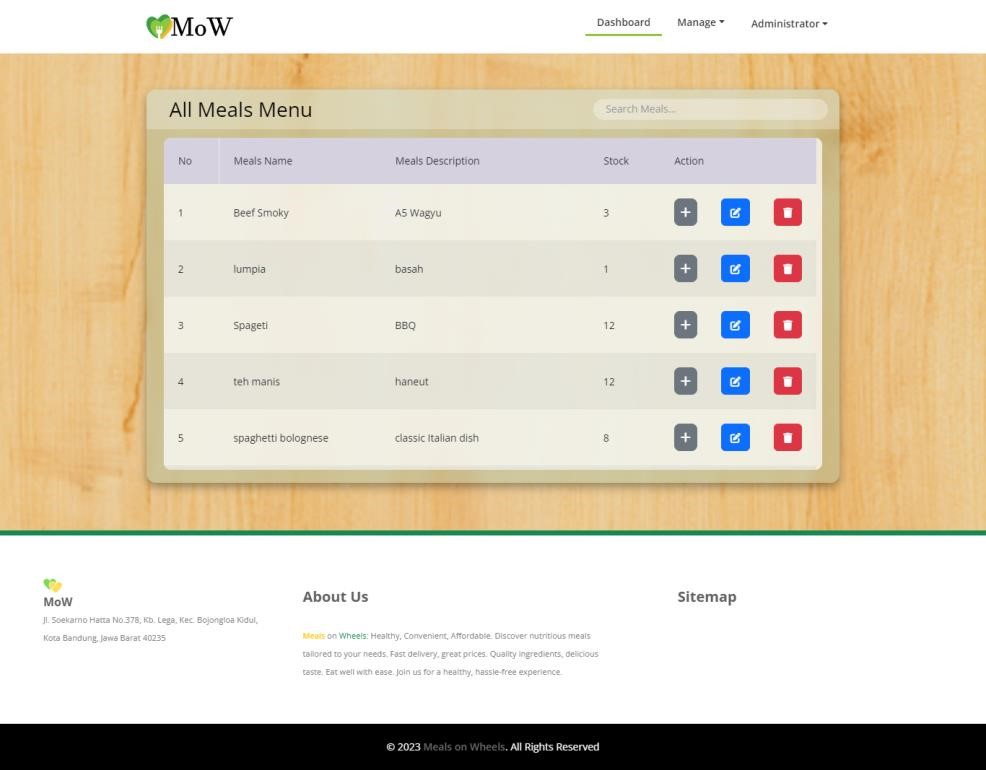 MoW
Dashboard Manage Administrator
All Meals Menu
Search Meals...
No Meals Name Meals Description Stock Action
1 Beef Smoky A5 Wagyu 3
2 lumpia basah 1
3 Spageti BBQ 12
4 teh manis haneut 12
5 spaghetti bolognese classic Italian dish 8
MoW
Jl. Soekarno Hatta No.378, Kb. Lega, Kec. Bojongloa Kidul,
Kota Bandung, Jawa Barat 40235
About Us
Meals on Wheels: Healthy, Convenient, Affordable. Discover nutritious meals
tailored to your needs. Fast delivery, great prices. Quality ingredients, delicious
taste. Eat well with ease. Join us for a healthy, hassle-free experience.
Sitemap
© 2023 Meals on Wheels. All Rights Reserved